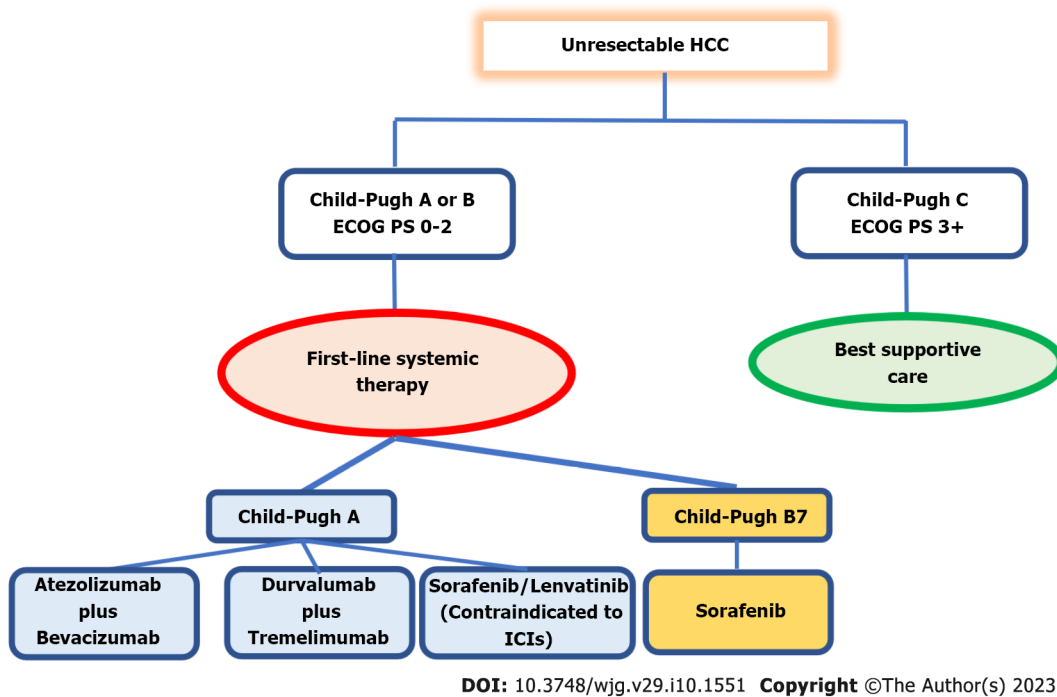 Unresectable HCC
Child-Pugh A or B
ECOG PS 0-2
Child-Pugh C
ECOG PS 3+
First-line systemic
therapy
Best supportive
care
Child-Pugh A
Child-Pugh B7
Atezolizumab
plus
Bevacizumab
Durvalumab
plus
Tremelimumab
Sorafenib/Lenvatinib
(Contraindicated to
ICIs)
Sorafenib
DOI: 10.3748/wjg.v29.i10.1551 Copyright ©The Author(s) 2023